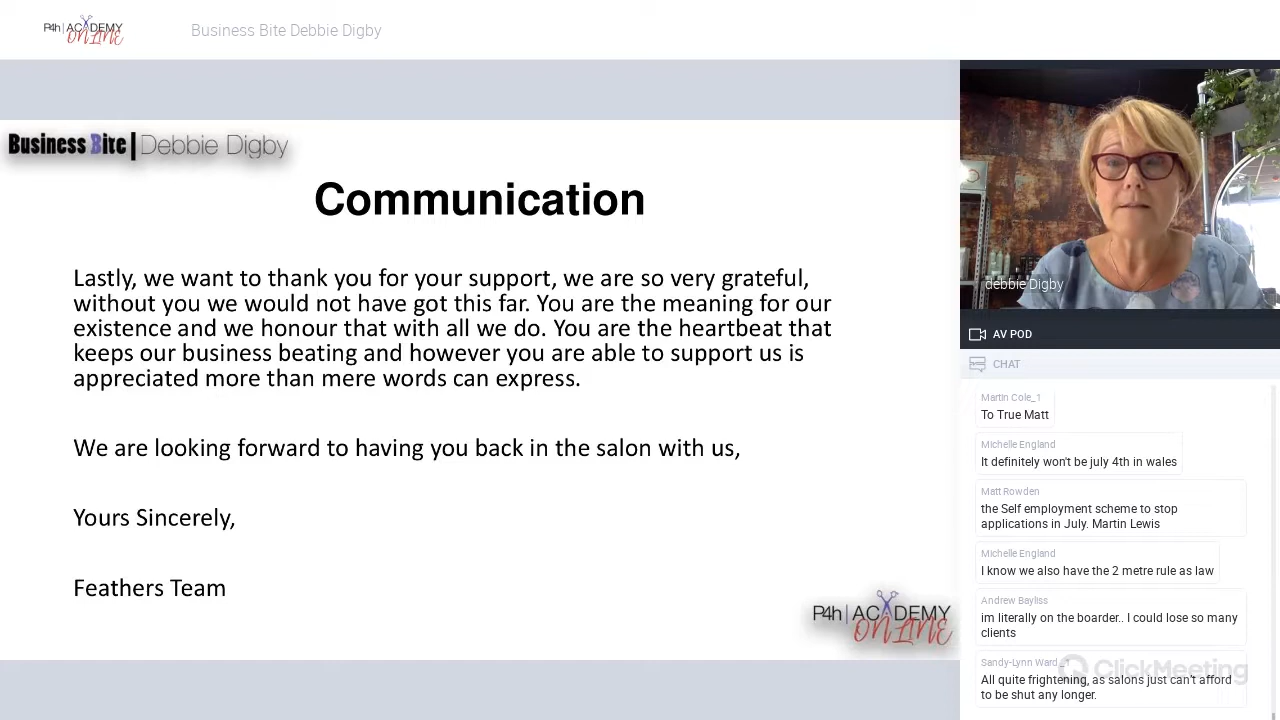 P4h | ACADEMY
ONLINE
Business Bite Debbie Digby
Business Bite | Debbie Digby
Communication
Lastly, we want to thank you for your support, we are so very grateful,
without you we would not have got this far. You are the meaning for our
existence and we honour that with all we do. You are the heartbeat that
keeps our business beating and however you are able to support us is
appreciated more than mere words can express.
We are looking forward to having you back in the salon with us,
Yours Sincerely,
Feathers Team
P4h | ACADEMY
ONLINE
debbie Digby
AV POD
CHAT
Martin Cole_1
To True Matt
Michelle England
It definitely won't be july 4th in wales
Matt Rowden
the Self employment scheme to stop
applications in July. Martin Lewis
Michelle England
I know we also have the 2 metre rule as law
Andrew Bayliss
im literally on the boarder.. I could lose so many
clients
Sandy-Lynn Ward_1
ClickMeeting
All quite frightening, as salons just can't afford
to be shut any longer.